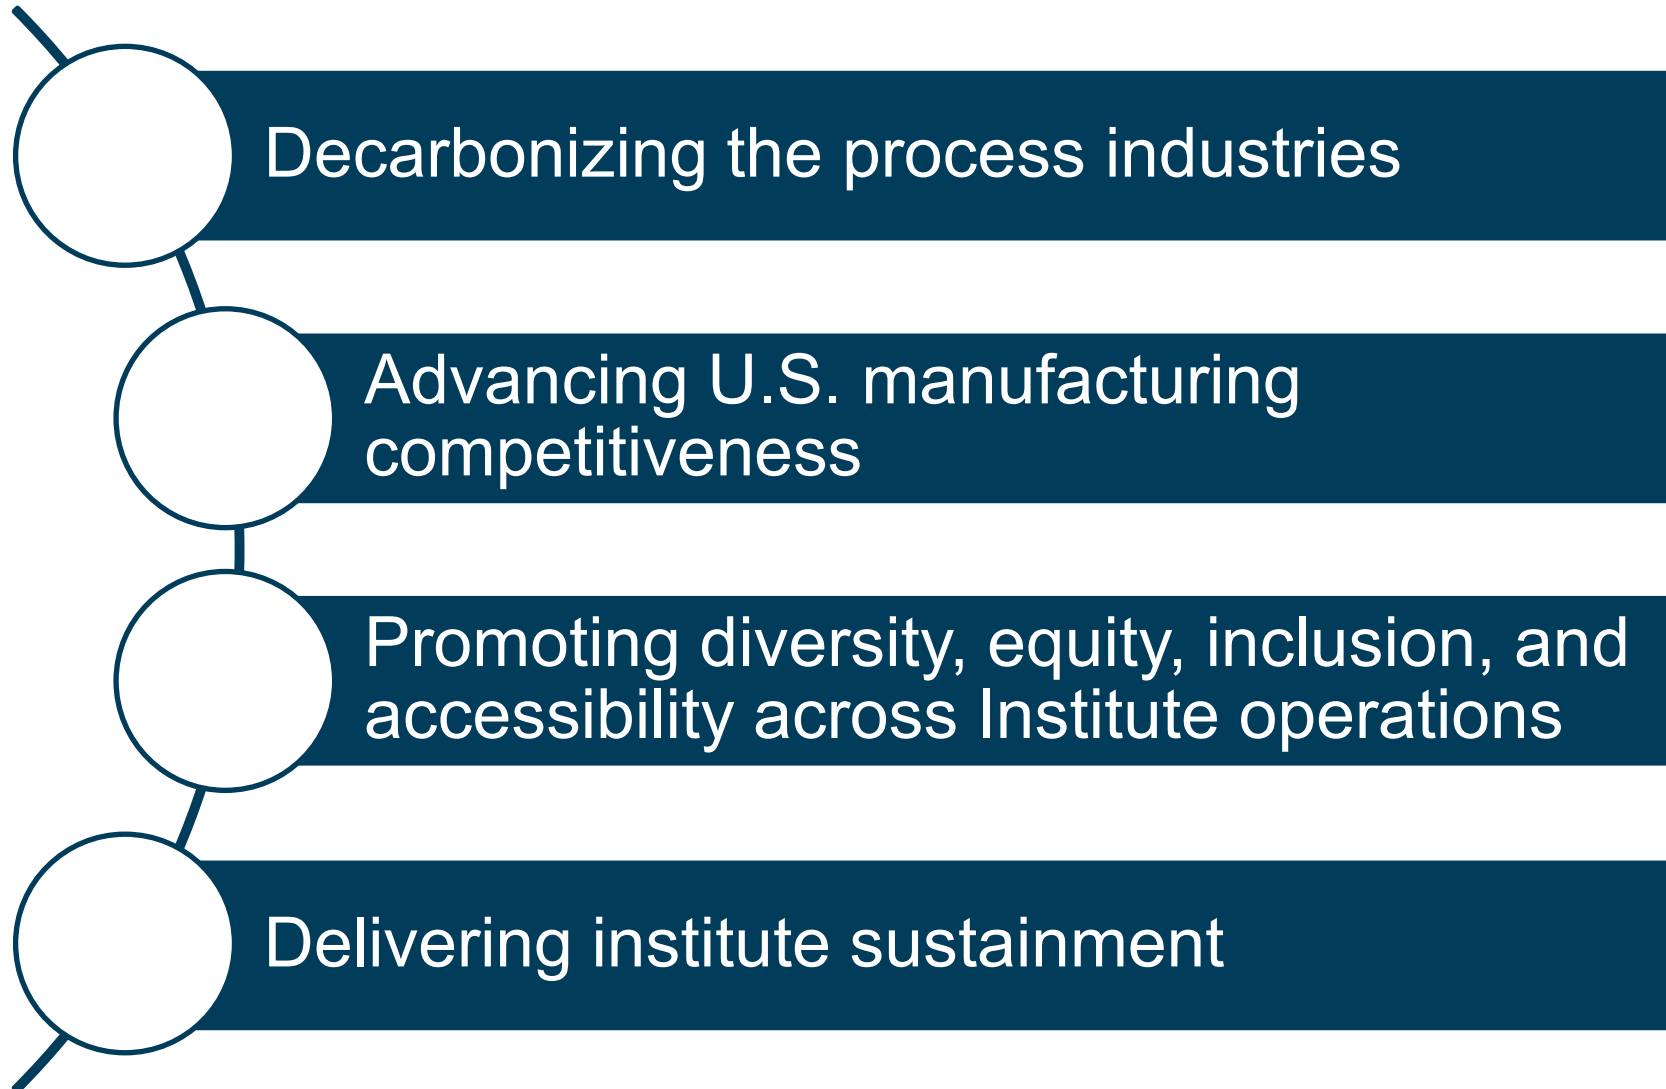 Decarbonizing the process industries
Advancing U.S. manufacturing
competitiveness
Promoting diversity, equity, inclusion, and
accessibility across Institute operations
Delivering institute sustainment